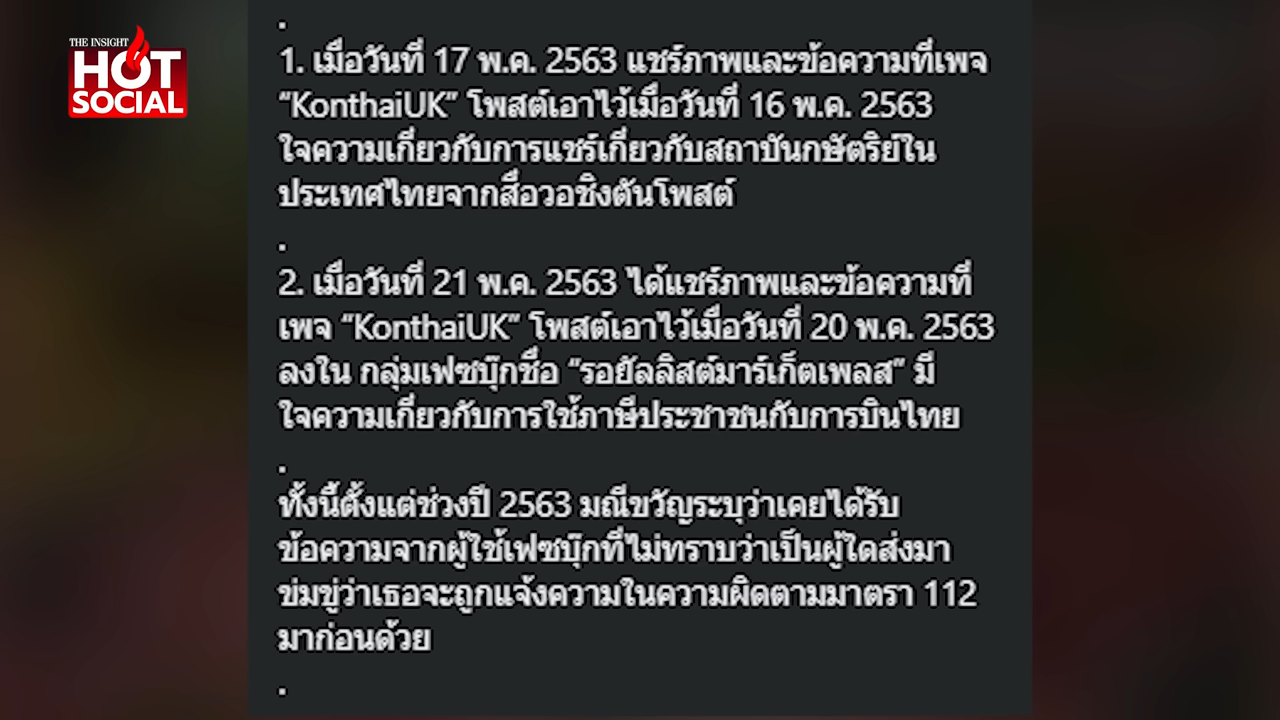 THE INSIGHT
HOT
SOCIAL
.
1. เมื่อวันที่ 17 พ.ค. 2563 แชร์ภาพและข้อความที่เพจ
“KonthaiUK” โพสต์เอาไว้เมื่อวันที่ 16 พ.ค. 2563
ใจความเกี่ยวกับการแชร์เกี่ยวกับสถาบันกษัตริย์ใน
ประเทศไทยจากสื่อวอชิงตันโพสต์
.
2. เมื่อวันที่ 21 พ.ค. 2563 ได้แชร์ภาพและข้อความที่
เพจ “KonthaiUK” โพสต์เอาไว้เมื่อวันที่ 20 พ.ค. 2563
ลงใน กลุ่มเฟซบุ๊กชื่อ “รอยัลลิสต์มาร์เก็ตเพลส” มี
ใจความเกี่ยวกับการใช้ภาษีประชาชนกับการบินไทย
.
ทั้งนี้ตั้งแต่ช่วงปี 2563 มณีขวัญระบุว่าเคยได้รับ
ข้อความจากผู้ใช้เฟซบุ๊กที่ไม่ทราบว่าเป็นผู้ใดส่งมา
ข่มขู่ว่าเธอจะถูกแจ้งความในความผิดตามมาตรา 112
มาก่อนด้วย
.